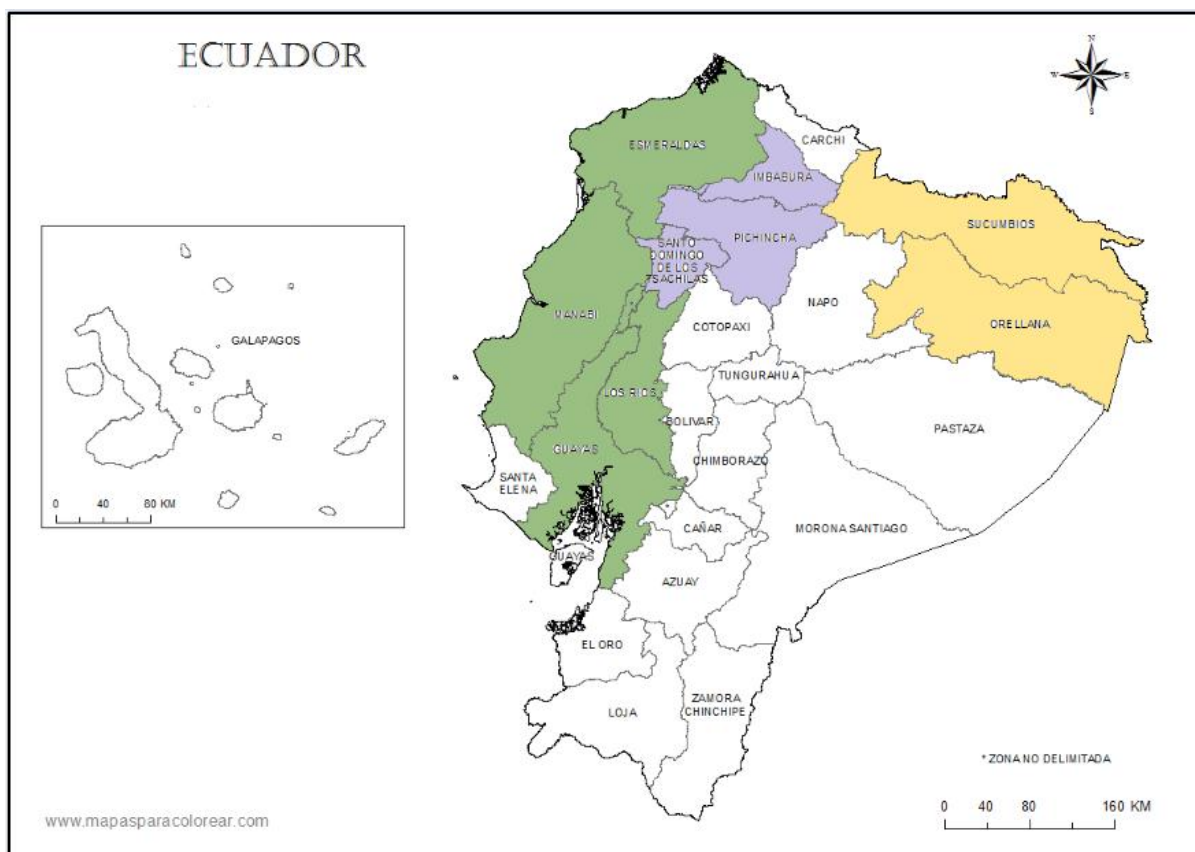 ECUADOR
N
W
E
S
CARCHI
ESMERALDAS
IMBABURA
SUCUMBIOS
PICHINCHA
SANTO
DOMINGO
DE LOS
TSACHILAS
NAPO
ORELLANA
MANABI
COTOPAXI
GALAPAGOS
TUNGURAHUA
LOS RIOS
BOLIVAR
PASTAZA
GUAYAS
CHIMBORAZO
SANTA
ELENA
0 40 80 KM
CAÑAR
MORONA SANTIAGO
GUAYAS
AZUAY
EL ORO
ZAMORA
CHINCHIPE
LOJA
* ZONA NO DELIMITADA
0 40 80 160 KM
www.mapasparacolorear.com